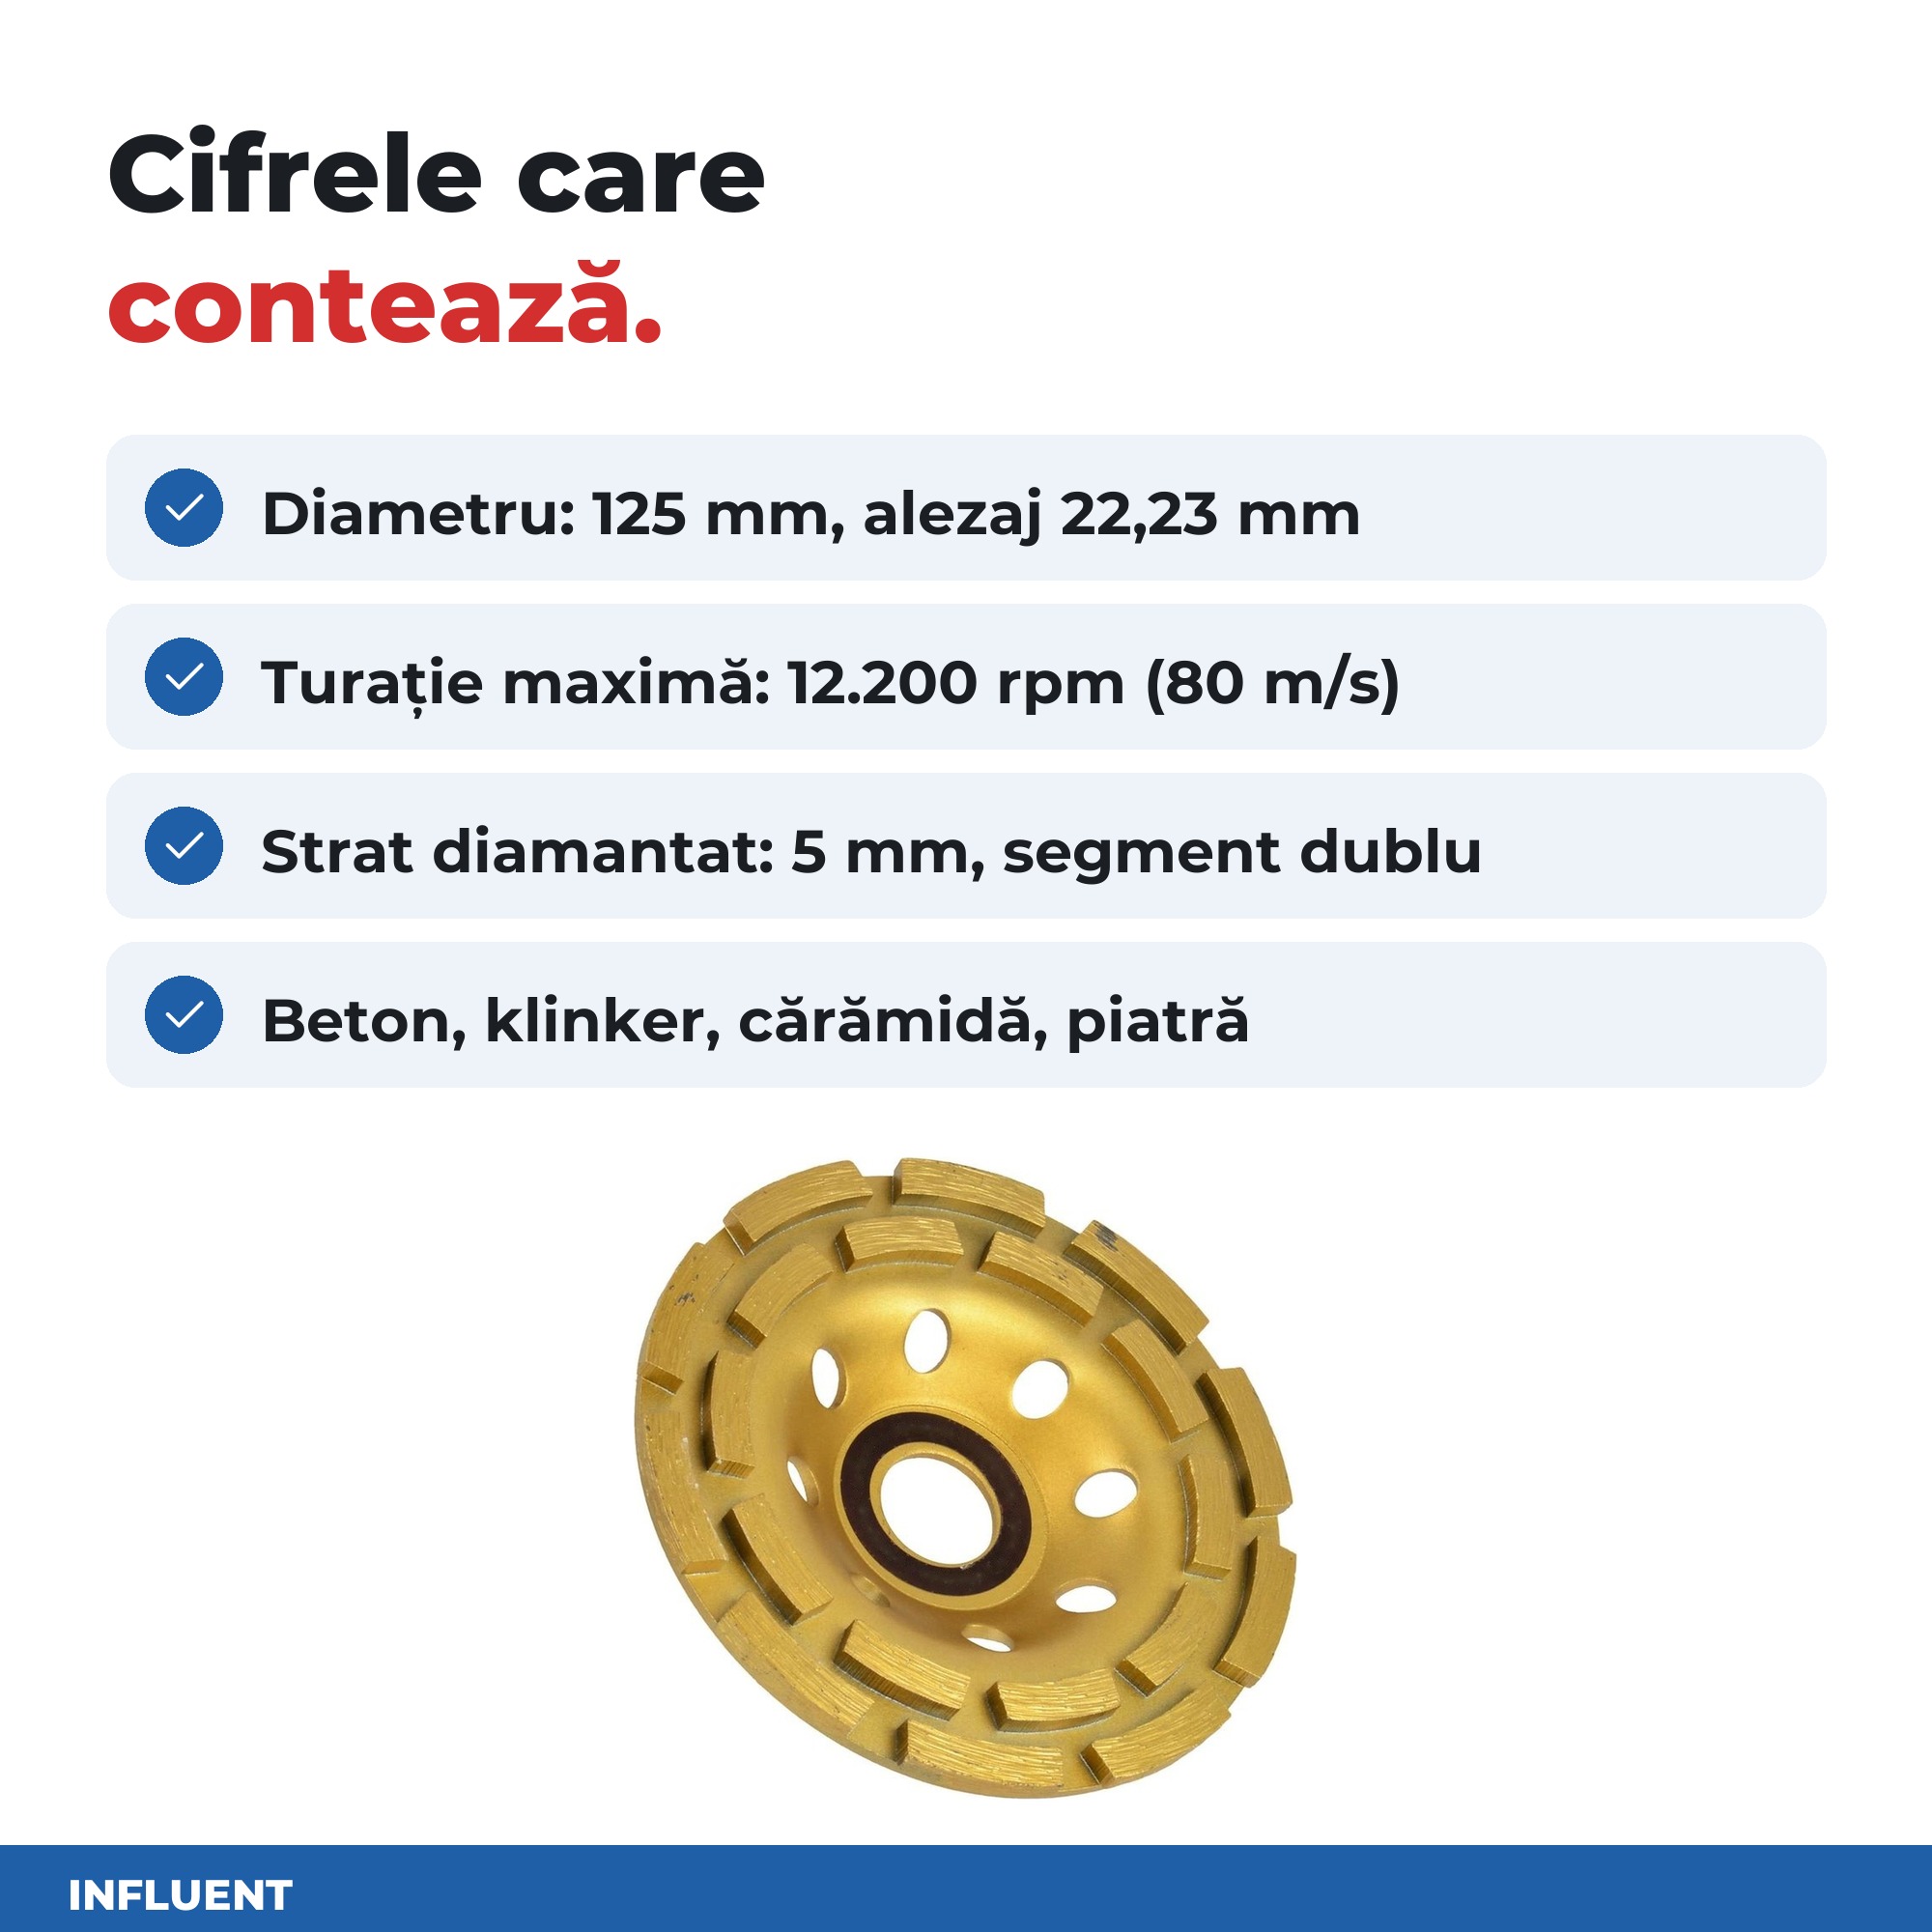 Cifrele care
contează.
Diametru: 125 mm, alezaj 22,23 mm
Turație maximă: 12.200 rpm (80 m/s)
Strat diamantat: 5 mm, segment dublu
Beton, klinker, cărămidă, piatră
INFLUENT